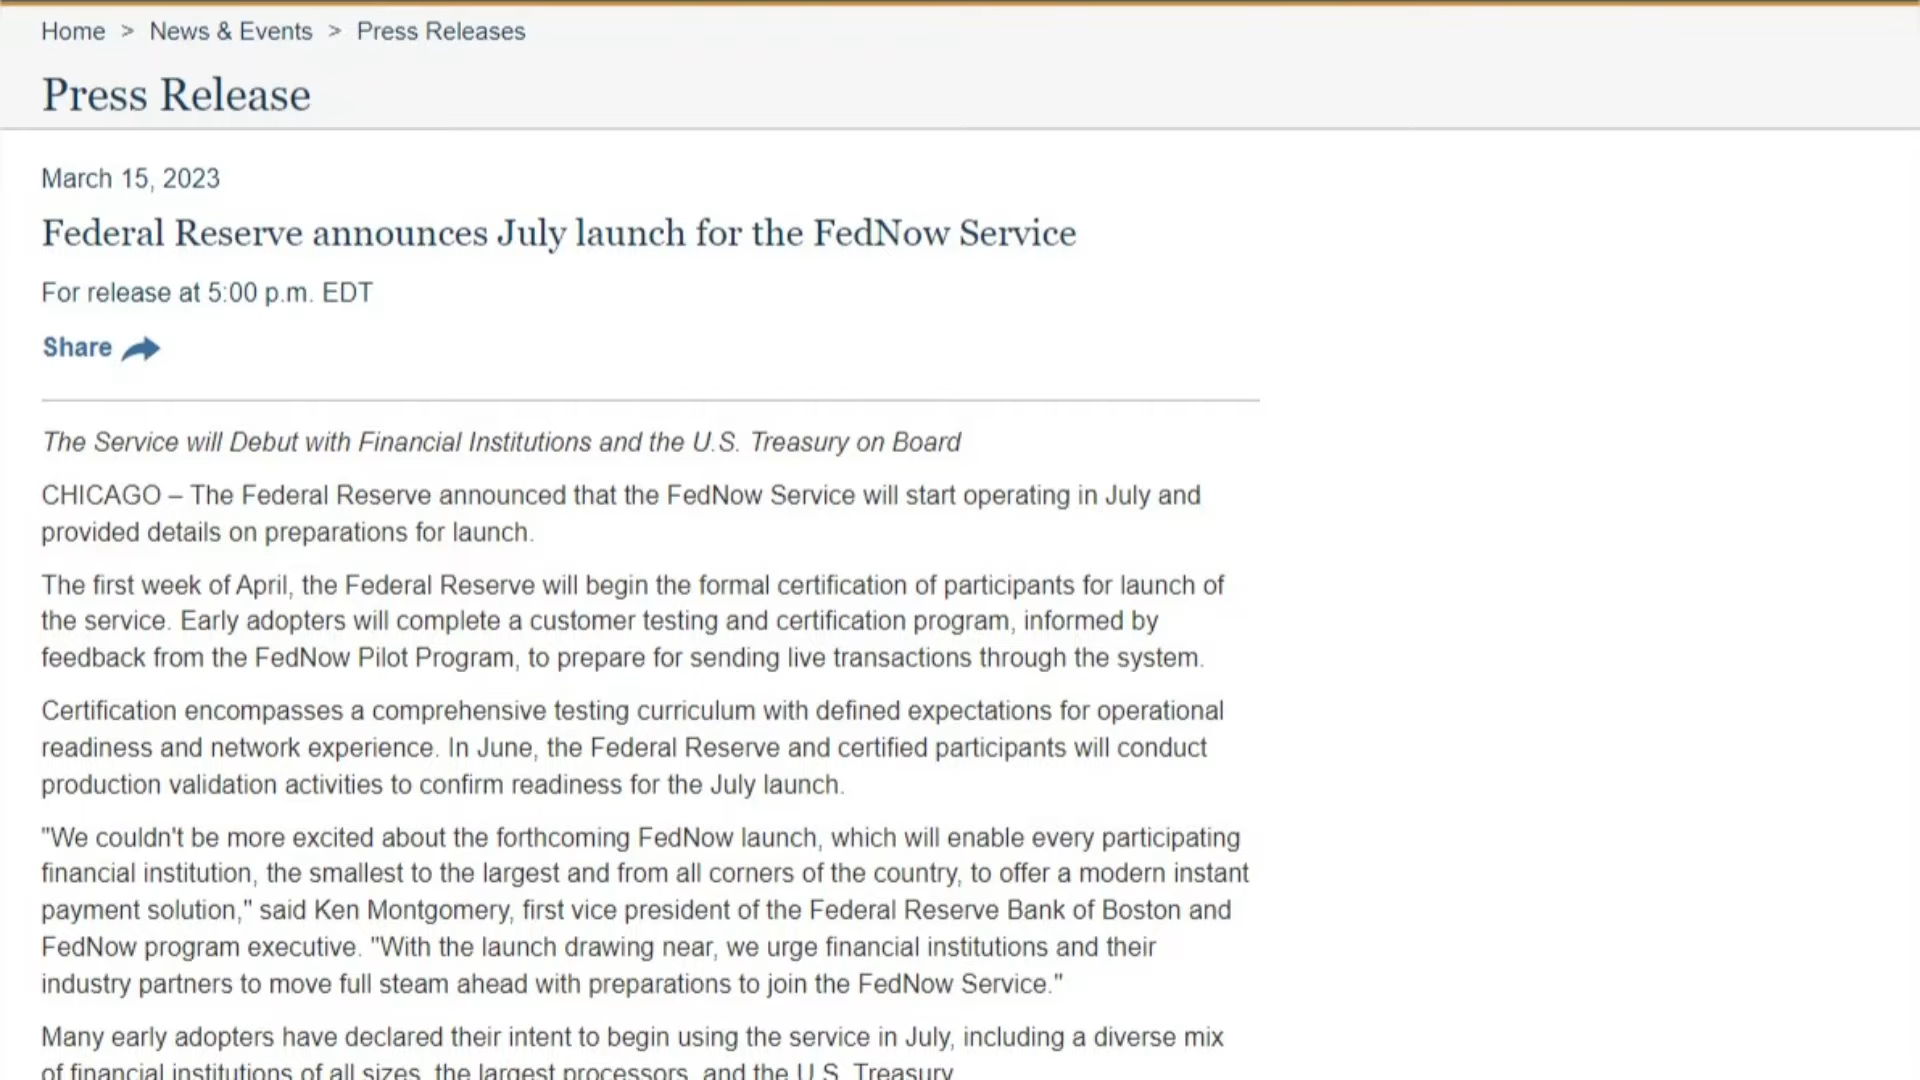 Home > News & Events > Press Releases
Press Release
March 15, 2023
Federal Reserve announces July launch for the FedNow Service
For release at 5:00 p.m. EDT
Share
The Service will Debut with Financial Institutions and the U.S. Treasury on Board
CHICAGO – The Federal Reserve announced that the FedNow Service will start operating in July and
provided details on preparations for launch.
The first week of April, the Federal Reserve will begin the formal certification of participants for launch of
the service. Early adopters will complete a customer testing and certification program, informed by
feedback from the FedNow Pilot Program, to prepare for sending live transactions through the system.
Certification encompasses a comprehensive testing curriculum with defined expectations for operational
readiness and network experience. In June, the Federal Reserve and certified participants will conduct
production validation activities to confirm readiness for the July launch.
"We couldn't be more excited about the forthcoming FedNow launch, which will enable every participating
financial institution, the smallest to the largest and from all corners of the country, to offer a modern instant
payment solution," said Ken Montgomery, first vice president of the Federal Reserve Bank of Boston and
FedNow program executive. "With the launch drawing near, we urge financial institutions and their
industry partners to move full steam ahead with preparations to join the FedNow Service."
Many early adopters have declared their intent to begin using the service in July, including a diverse mix
of financial institutions of all sizes, the largest processors, and the U.S. Treasury